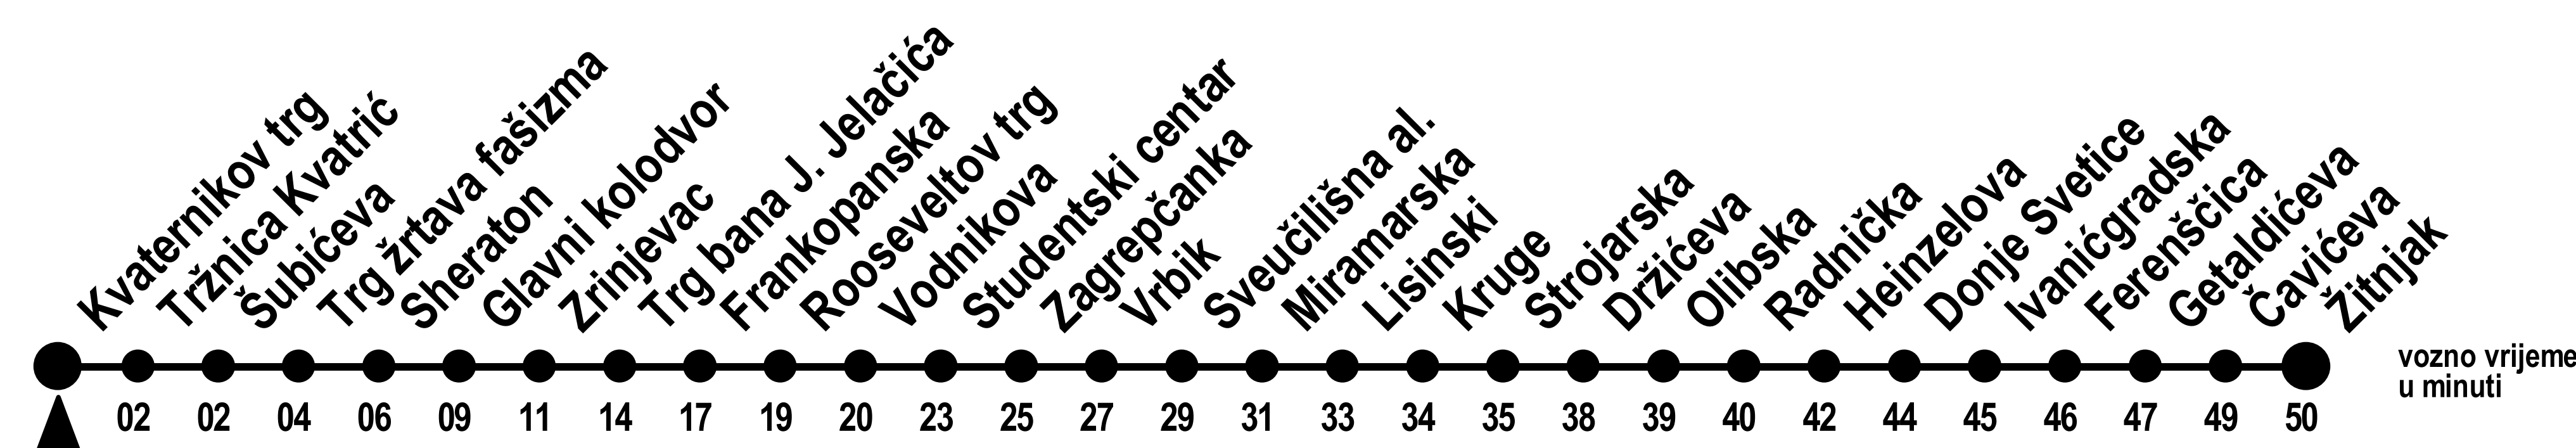 Kvaternikov trg
Tržnica Kvatrić
Šubićeva
Trg žrtava fašizma
Sheraton
Glavni kolodvor
Zrinjevac
Trg bana J. Jelačića
Frankopanska
Rooseveltov trg
Vodnikova
Studentski centar
Zagrepčanka
Vrbik
Sveučilišna al.
Miramarska
Lisinski
Kruge
Strojarska
Držićeva
Olibska
Radnička
Heinzelova
Donje Svetice
Ivanićgradska
Ferenščica
Getaldićeva
Čavićeva
Žitnjak
02 02 04 06 09 11 14 17 19 20 23 25 27 29 31 33 34 35 38 39 40 42 44 45 46 47 49 50
vozno vrijeme
u minuti